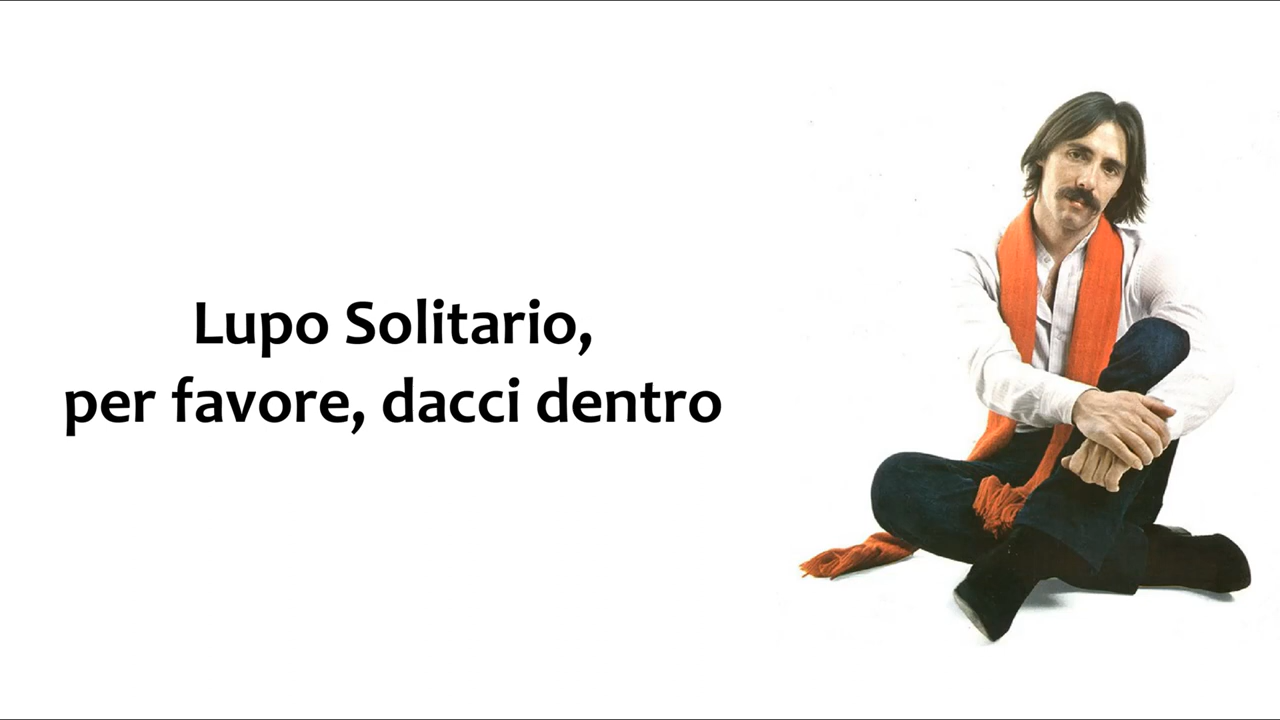 Lupo Solitario,
per favore, dacci dentro